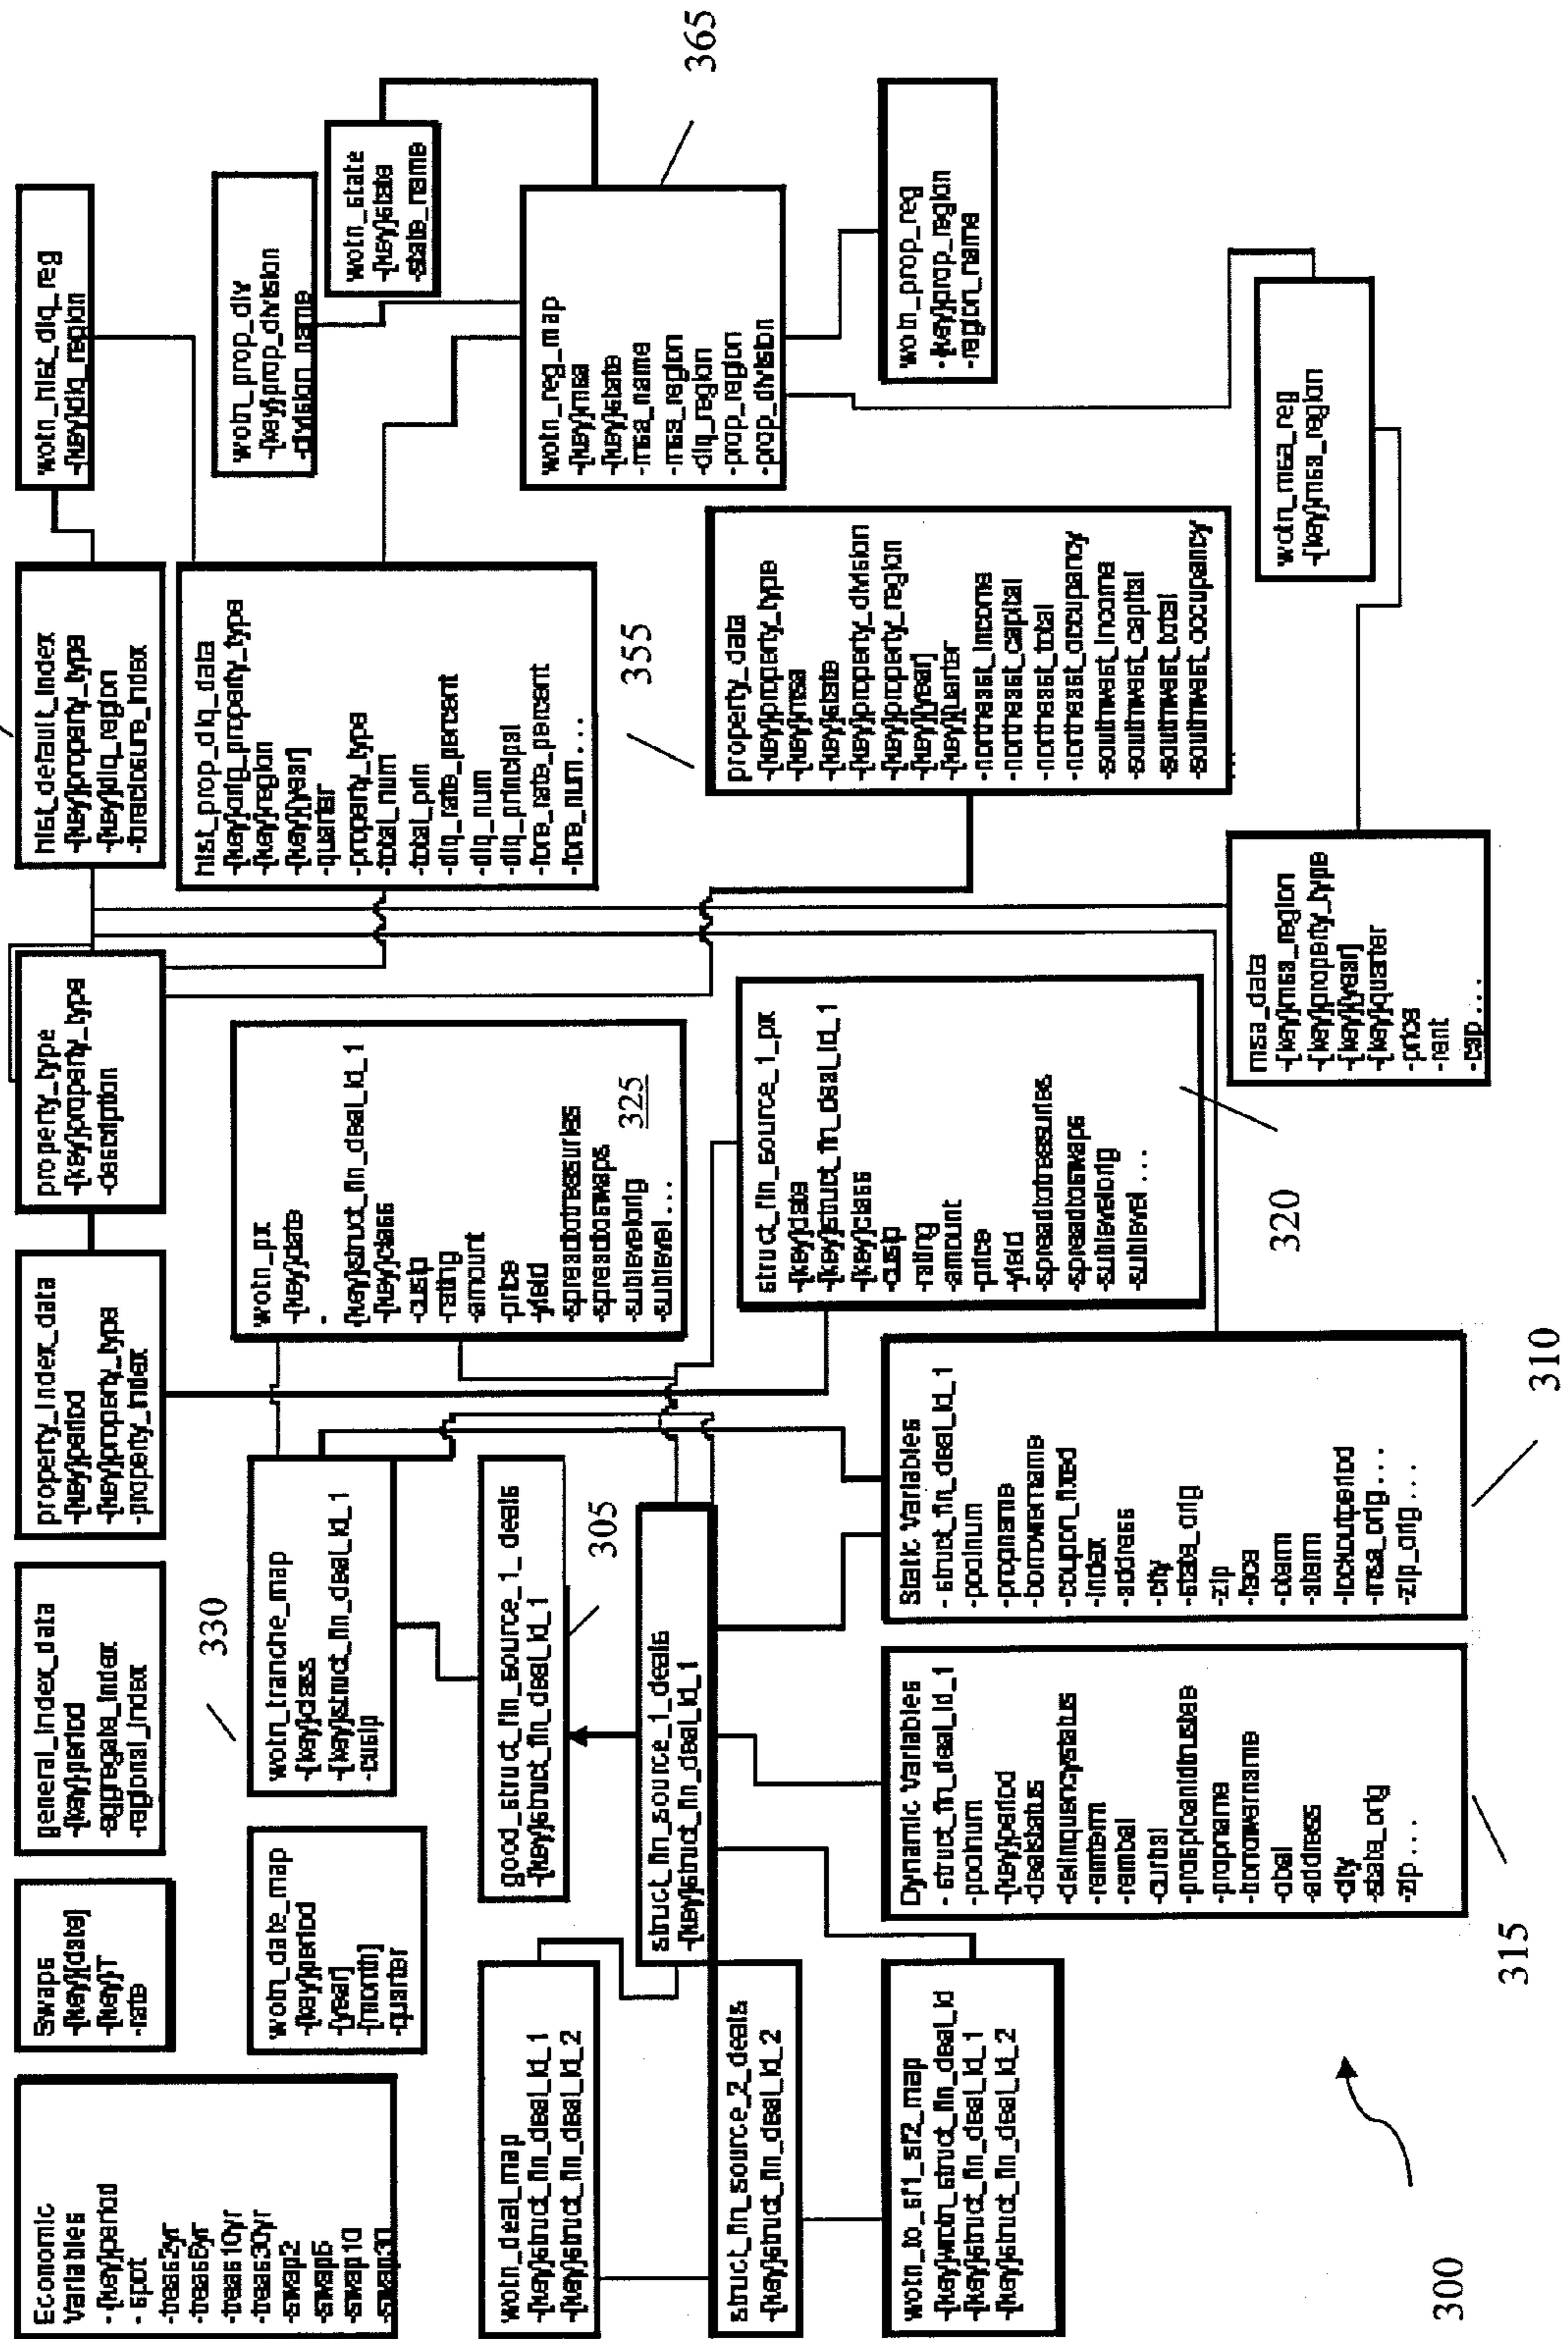 Economic
Variables
- [key]period
- spot
-treas2yr
-treas5yr
-treas10yr
-treas30yr
-swap2
-swap5
-swap10
-swap30
Swaps
-[key][date]
-[key]T
-rate
general_index_data
-[key]period
-aggregate_index
-regional_index
property_index_data
-[key]period
-[key]property_type
-property_index
property_type
-[key]property_type
-description
hist_default_index
-[key]property_type
-[key]dlq_region
-foreclosure_index
wotn_hist_dlq_reg
-[key]dlq_region
wotn_date_map
-[key]period
-[year]
-[month]
-quarter
330
wotn_tranche_map
-[key]class
-[key]struct_fin_deal_id_1
-cusip
wotn_px
-[key]date
-
-[key]struct_fin_deal_id_1
-[key]class
-cusip
-rating
-amount
-price
-yield
-spreadtotreasuries
-spreadtoswaps
-sublevelorig
-sublevel...
325
hist_prop_dlq_data
-[key]orig_property_type
-[key]region
-[key][year]
-quarter
-property_type
-total_num
-total_prin
-dlq_rate_percent
-dlq_num
-dlq_principal
-fore_rate_percent
-fore_num...
wotn_prop_div
-[key]prop_division
-division_name
wotn_state
-[key]state
-state_name
365
wotn_deal_map
-[key]struct_fin_deal_id_1
-[key]struct_fin_deal_id_2
good_struct_fin_source_1_deals
-[key]struct_fin_deal_id_1
305
struct_fin_source_1_deals
-[key]struct_fin_deal_id_1
355
wotn_reg_map
-[key]msa
-[key]state
-msa_name
-msa_region
-dlq_region
-prop_region
-prop_division
struct_fin_source_2_deals
-[key]struct_fin_deal_id_2
struct_fin_source_1_px
-[key]date
-[key]struct_fin_deal_id_1
-[key]class
-cusip
-rating
-amount
-price
-yield
-spreadtotreasuries
-spreadtoswaps
-sublevelorig
-sublevel...
320
property_data
-[key]property_type
-[key]msa
-[key]state
-[key]property_division
-[key]property_region
-[key][year]
-[key]quarter
-northeast_income
-northeast_capital
-northeast_total
-northeast_occupancy
-southwest_income
-southwest_capital
-southwest_total
-southwest_occupancy
...
wotn_prop_reg
-[key]prop_region
-region_name
wotn_to_sf1_sf2_map
-[key]wotn_struct_fin_deal_id
-[key]struct_fin_deal_id_1
-[key]struct_fin_deal_id_2
Dynamic Variables
- struct_fin_deal_id_1
-poolnum
-[key]period
-dealstatus
-delinquencystatus
-remterm
-rembal
-curbal
-prosploanidtrustee
-propname
-borrowername
-obal
-address
-city
-state_orig
-zip...
315
Static Variables
- struct_fin_deal_id_1
-poolnum
-propname
-borrowername
-coupon_fixed
-index
-address
-city
-state_orig
-zip
-face
-oterm
-aterm
-lockoutperiod
-msa_orig...
-zip_orig...
310
msa_data
-[key]msa_region
-[key]property_type
-[key][year]
-[key]quarter
-price
-rent
-cap...
wotn_msa_reg
-[key]msa_region
300